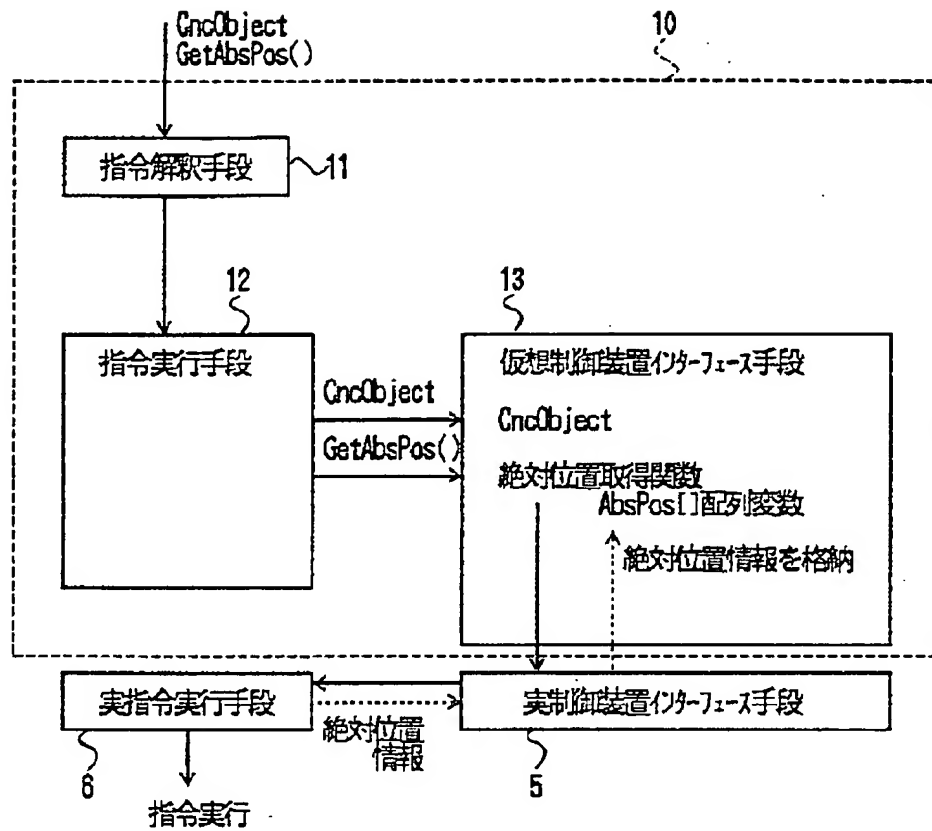 CncObject
GetAbsPos()
10
指令解釈手段
11
12
13
指令実行手段
仮想制御装置インターフェース手段
CncObject
CncObject
GetAbsPos()
絶対位置取得関数
AbsPos[]配列変数
絶対位置情報を格納
実指令実行手段
実制御装置インターフェース手段
絶対位置
情報
6
5
指令実行